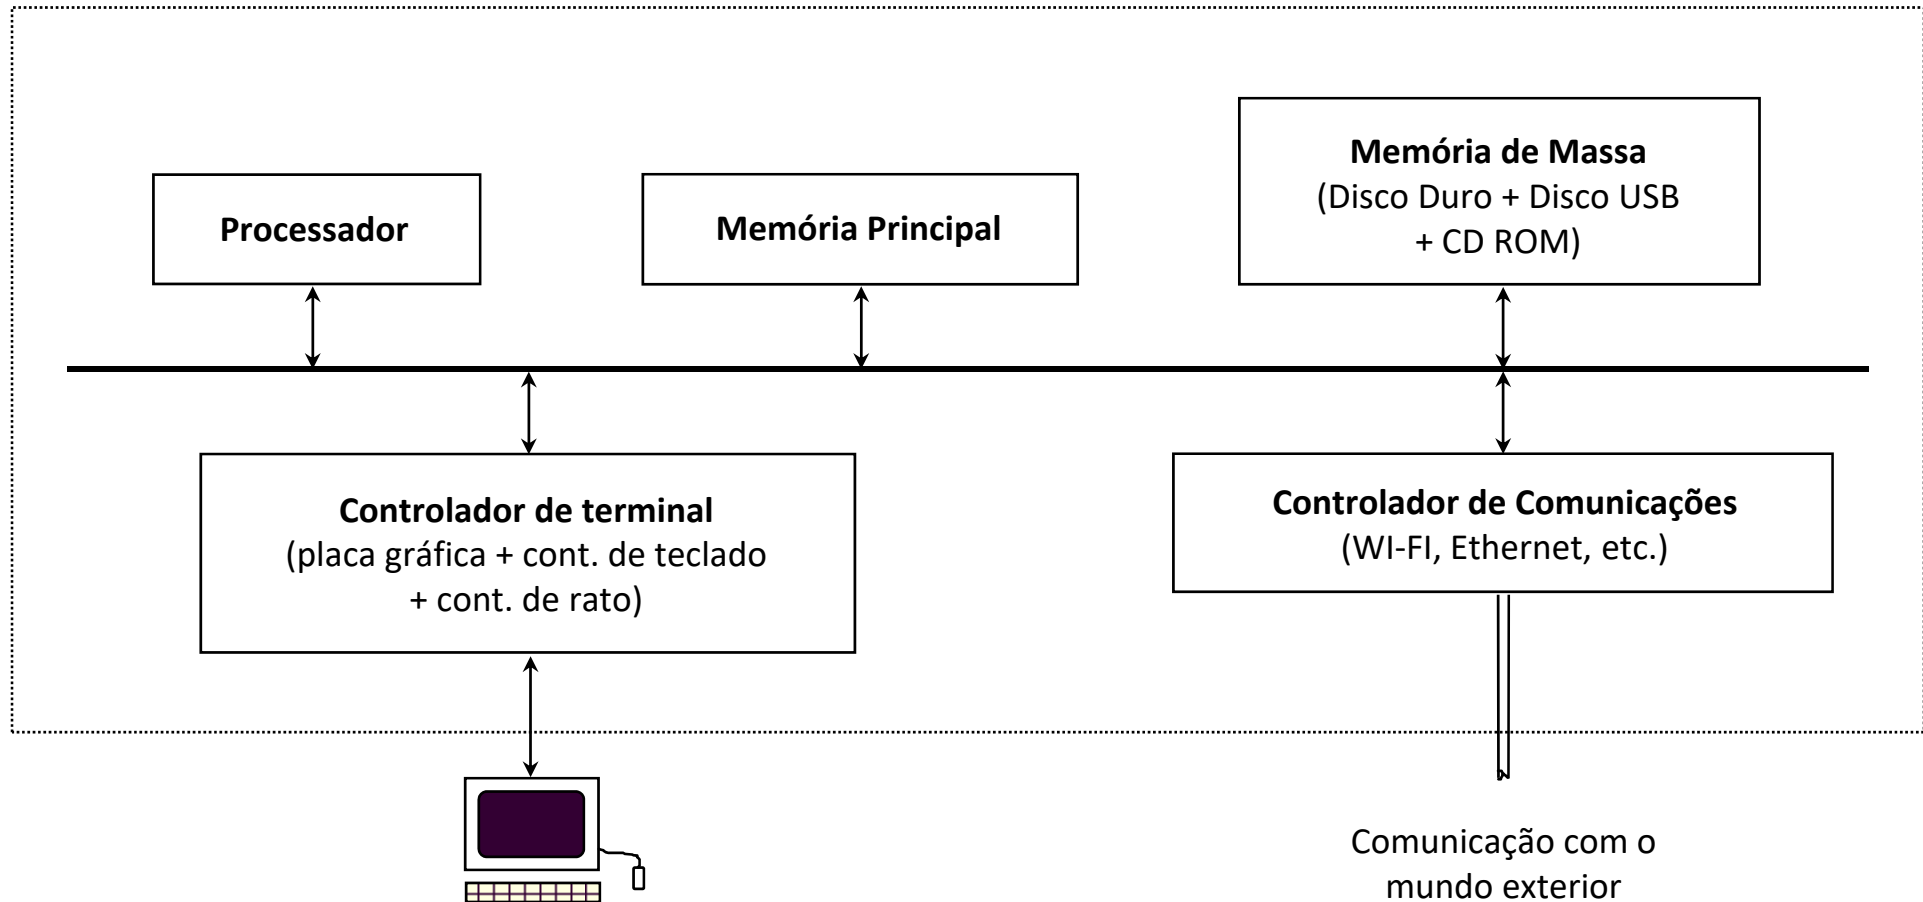 Processador
Memória Principal
Memória de Massa
(Disco Duro + Disco USB
+ CD ROM)
Controlador de terminal
(placa gráfica + cont. de teclado
+ cont. de rato)
Controlador de Comunicações
(WI-FI, Ethernet, etc.)
Comunicação com o
mundo exterior